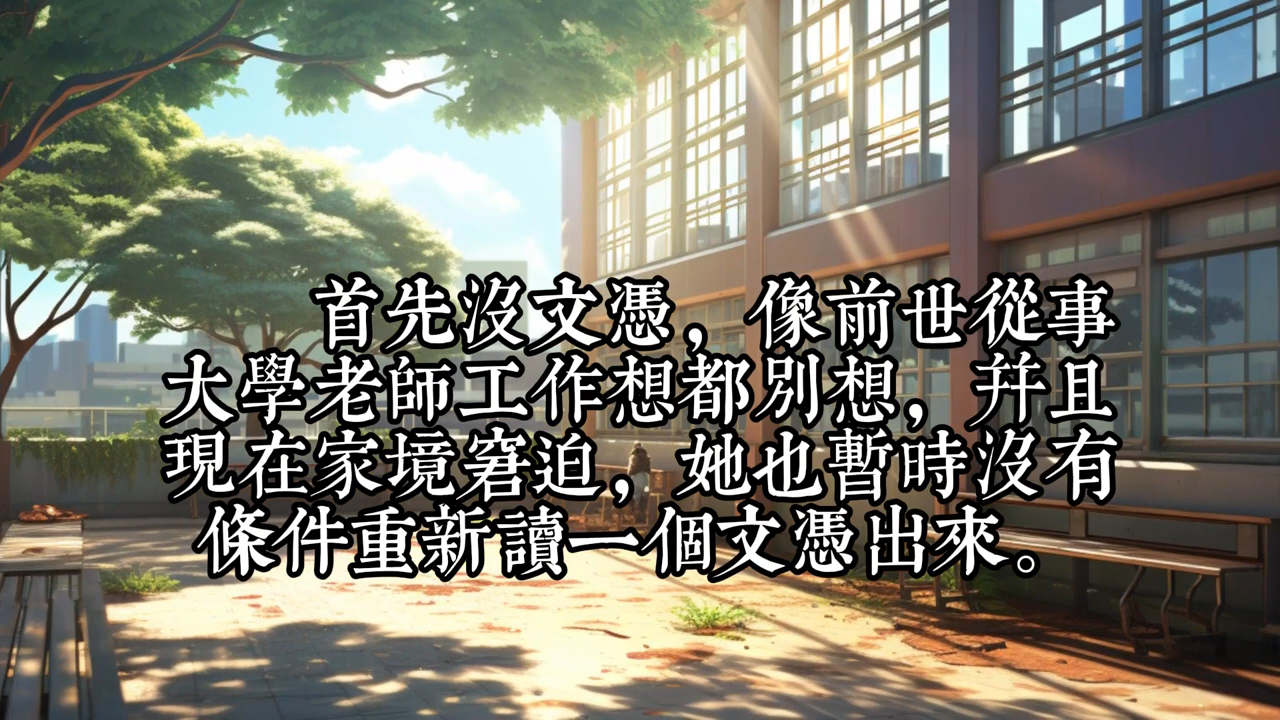 首先沒文憑，像前世從事
大學老師工作想都別想，并且
現在家境窘迫，她也暫時沒有
條件重新讀一個文憑出來。